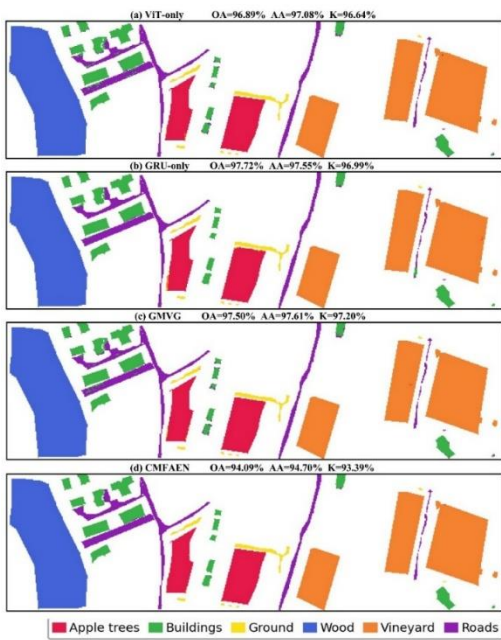 (a) ViT-only OA=96.89% AA=97.08% K=96.64%
(b) GRU-only OA=97.72% AA=97.55% K=96.99%
(c) GMVG OA=97.50% AA=97.61% K=97.20%
(d) CMFAEN OA=94.09% AA=94.70% K=93.39%
Apple trees Buildings Ground Wood Vineyard Roads